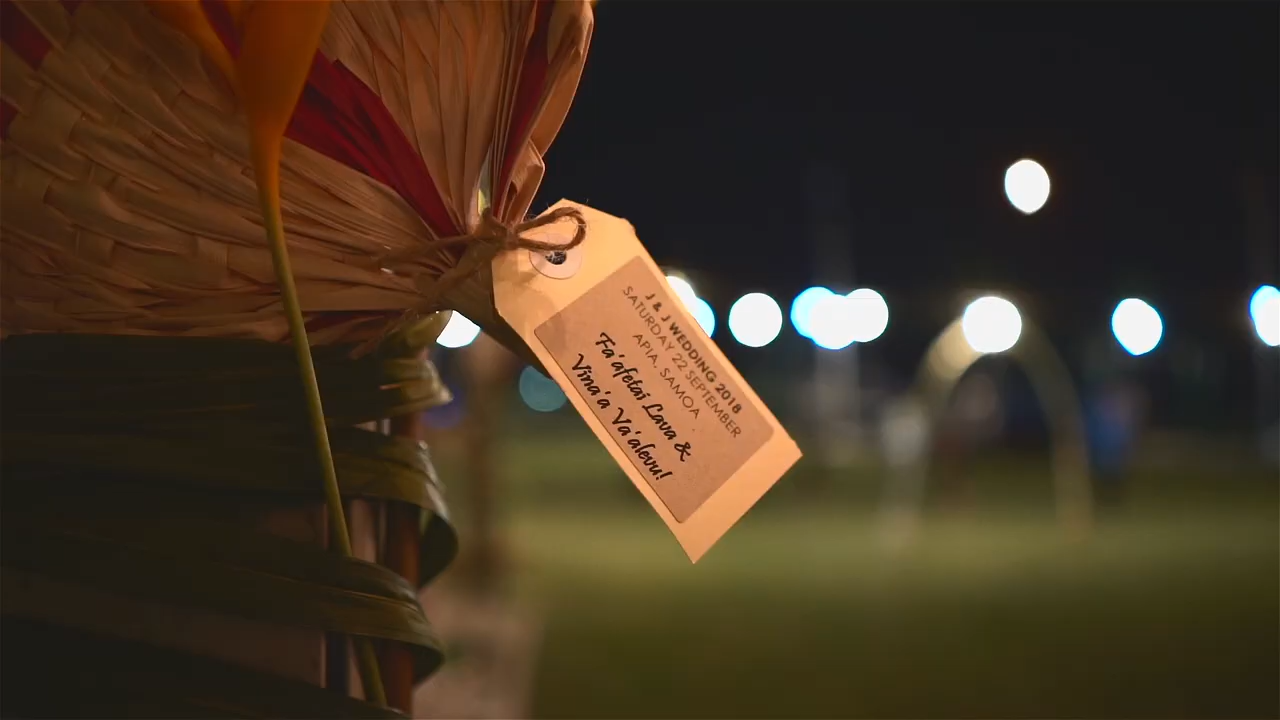 J & J WEDDING 2018
SATURDAY 22 SEPTEMBER
APIA, SAMOA
Fa'afetai Lava &
Vina'a Va'alevu!